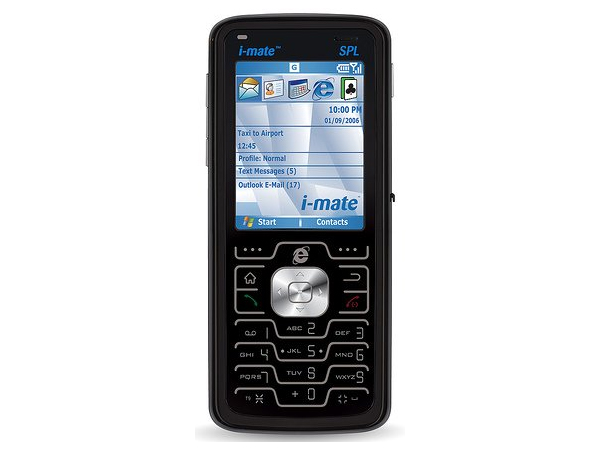 i-mate™ SPL
G
10:00 PM
01/09/2006
Taxi to Airport
12:45
Profile: Normal
Text Messages (5)
Outlook E-Mail (17)
i-mate
Start Contacts
1 ABC 2 DEF 3
GHI 4 JKL 5 MNO 6
PQRS 7 TUV 8 WXYZ 9
T9 + 0